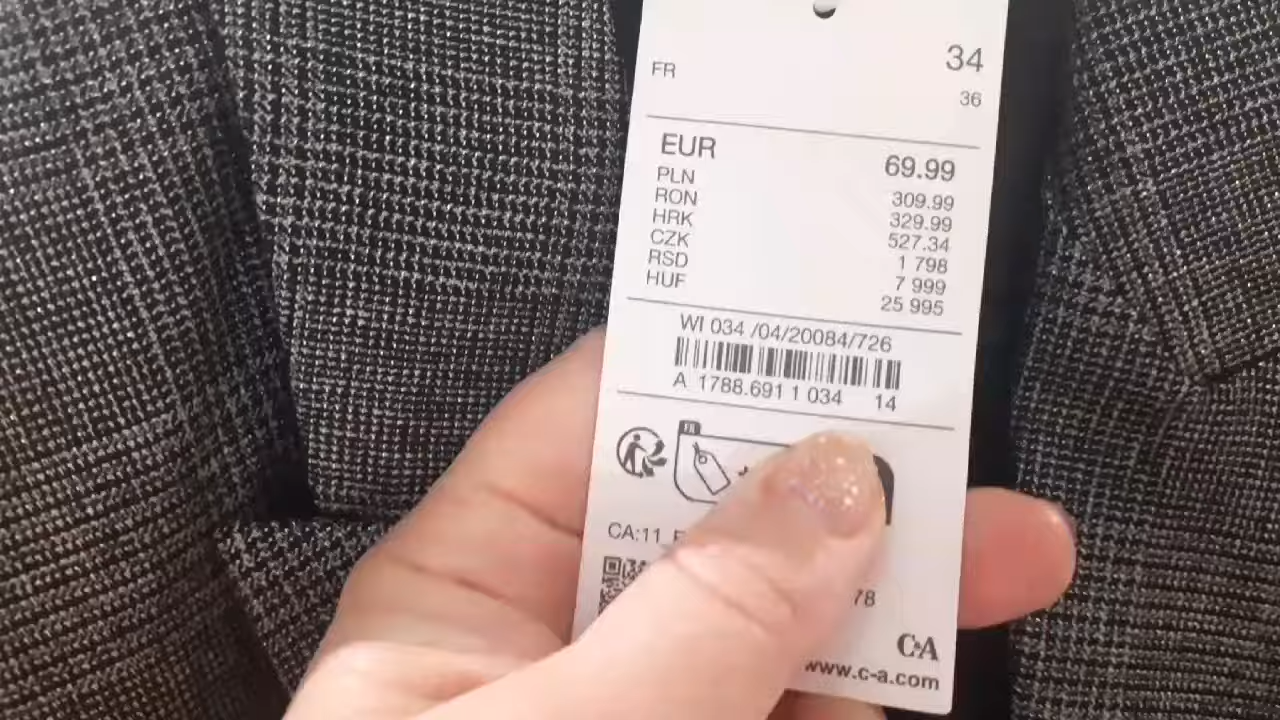 34
FR 36
EUR 69.99
PLN 309.99
RON 329.99
HRK 527.34
CZK 1 798
RSD 7 999
HUF 25 995
WI 034 /04/20084/726
A 1788.691 1 034 14
FR
CA:11
78
C&A
www.c-a.com